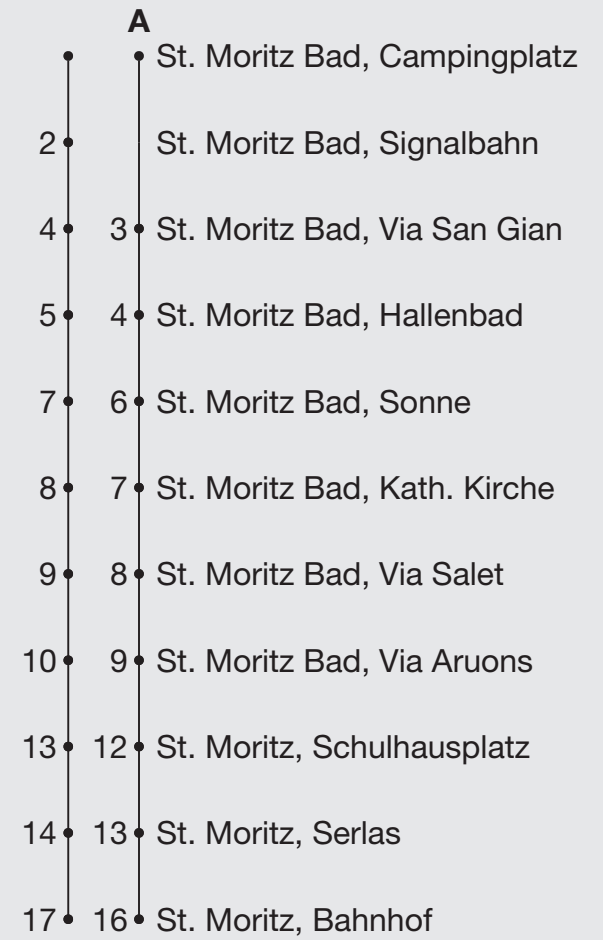 A
St. Moritz Bad, Campingplatz
2 St. Moritz Bad, Signalbahn
4 3 St. Moritz Bad, Via San Gian
5 4 St. Moritz Bad, Hallenbad
7 6 St. Moritz Bad, Sonne
8 7 St. Moritz Bad, Kath. Kirche
9 8 St. Moritz Bad, Via Salet
10 9 St. Moritz Bad, Via Aruons
13 12 St. Moritz, Schulhausplatz
14 13 St. Moritz, Serlas
17 16 St. Moritz, Bahnhof